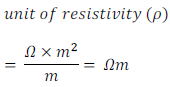 unit of resistivity (ρ)
= Ω × m² / m = Ωm